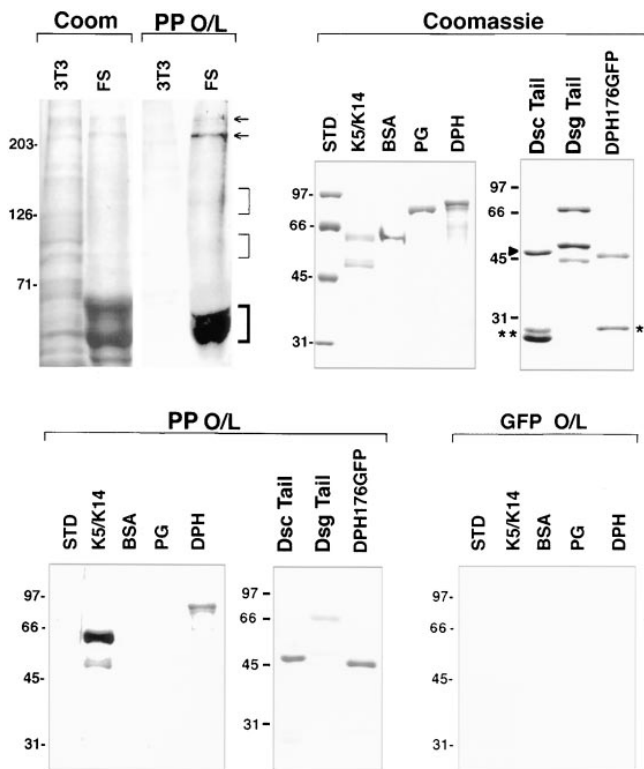 Coom PP O/L
3T3 FS 3T3 FS
203-
126-
71-
Coomassie
STD K5/K14 BSA PG DPH
97-
66-
45-
31-
Dsc Tail Dsg Tail DPH176GFP
97
66
45
31
** *
PP O/L
STD K5/K14 BSA PG DPH
97-
66-
45-
31-
Dsc Tail Dsg Tail DPH176GFP
97
66
45
31
GFP O/L
STD K5/K14 BSA PG DPH
97-
66-
45-
31-